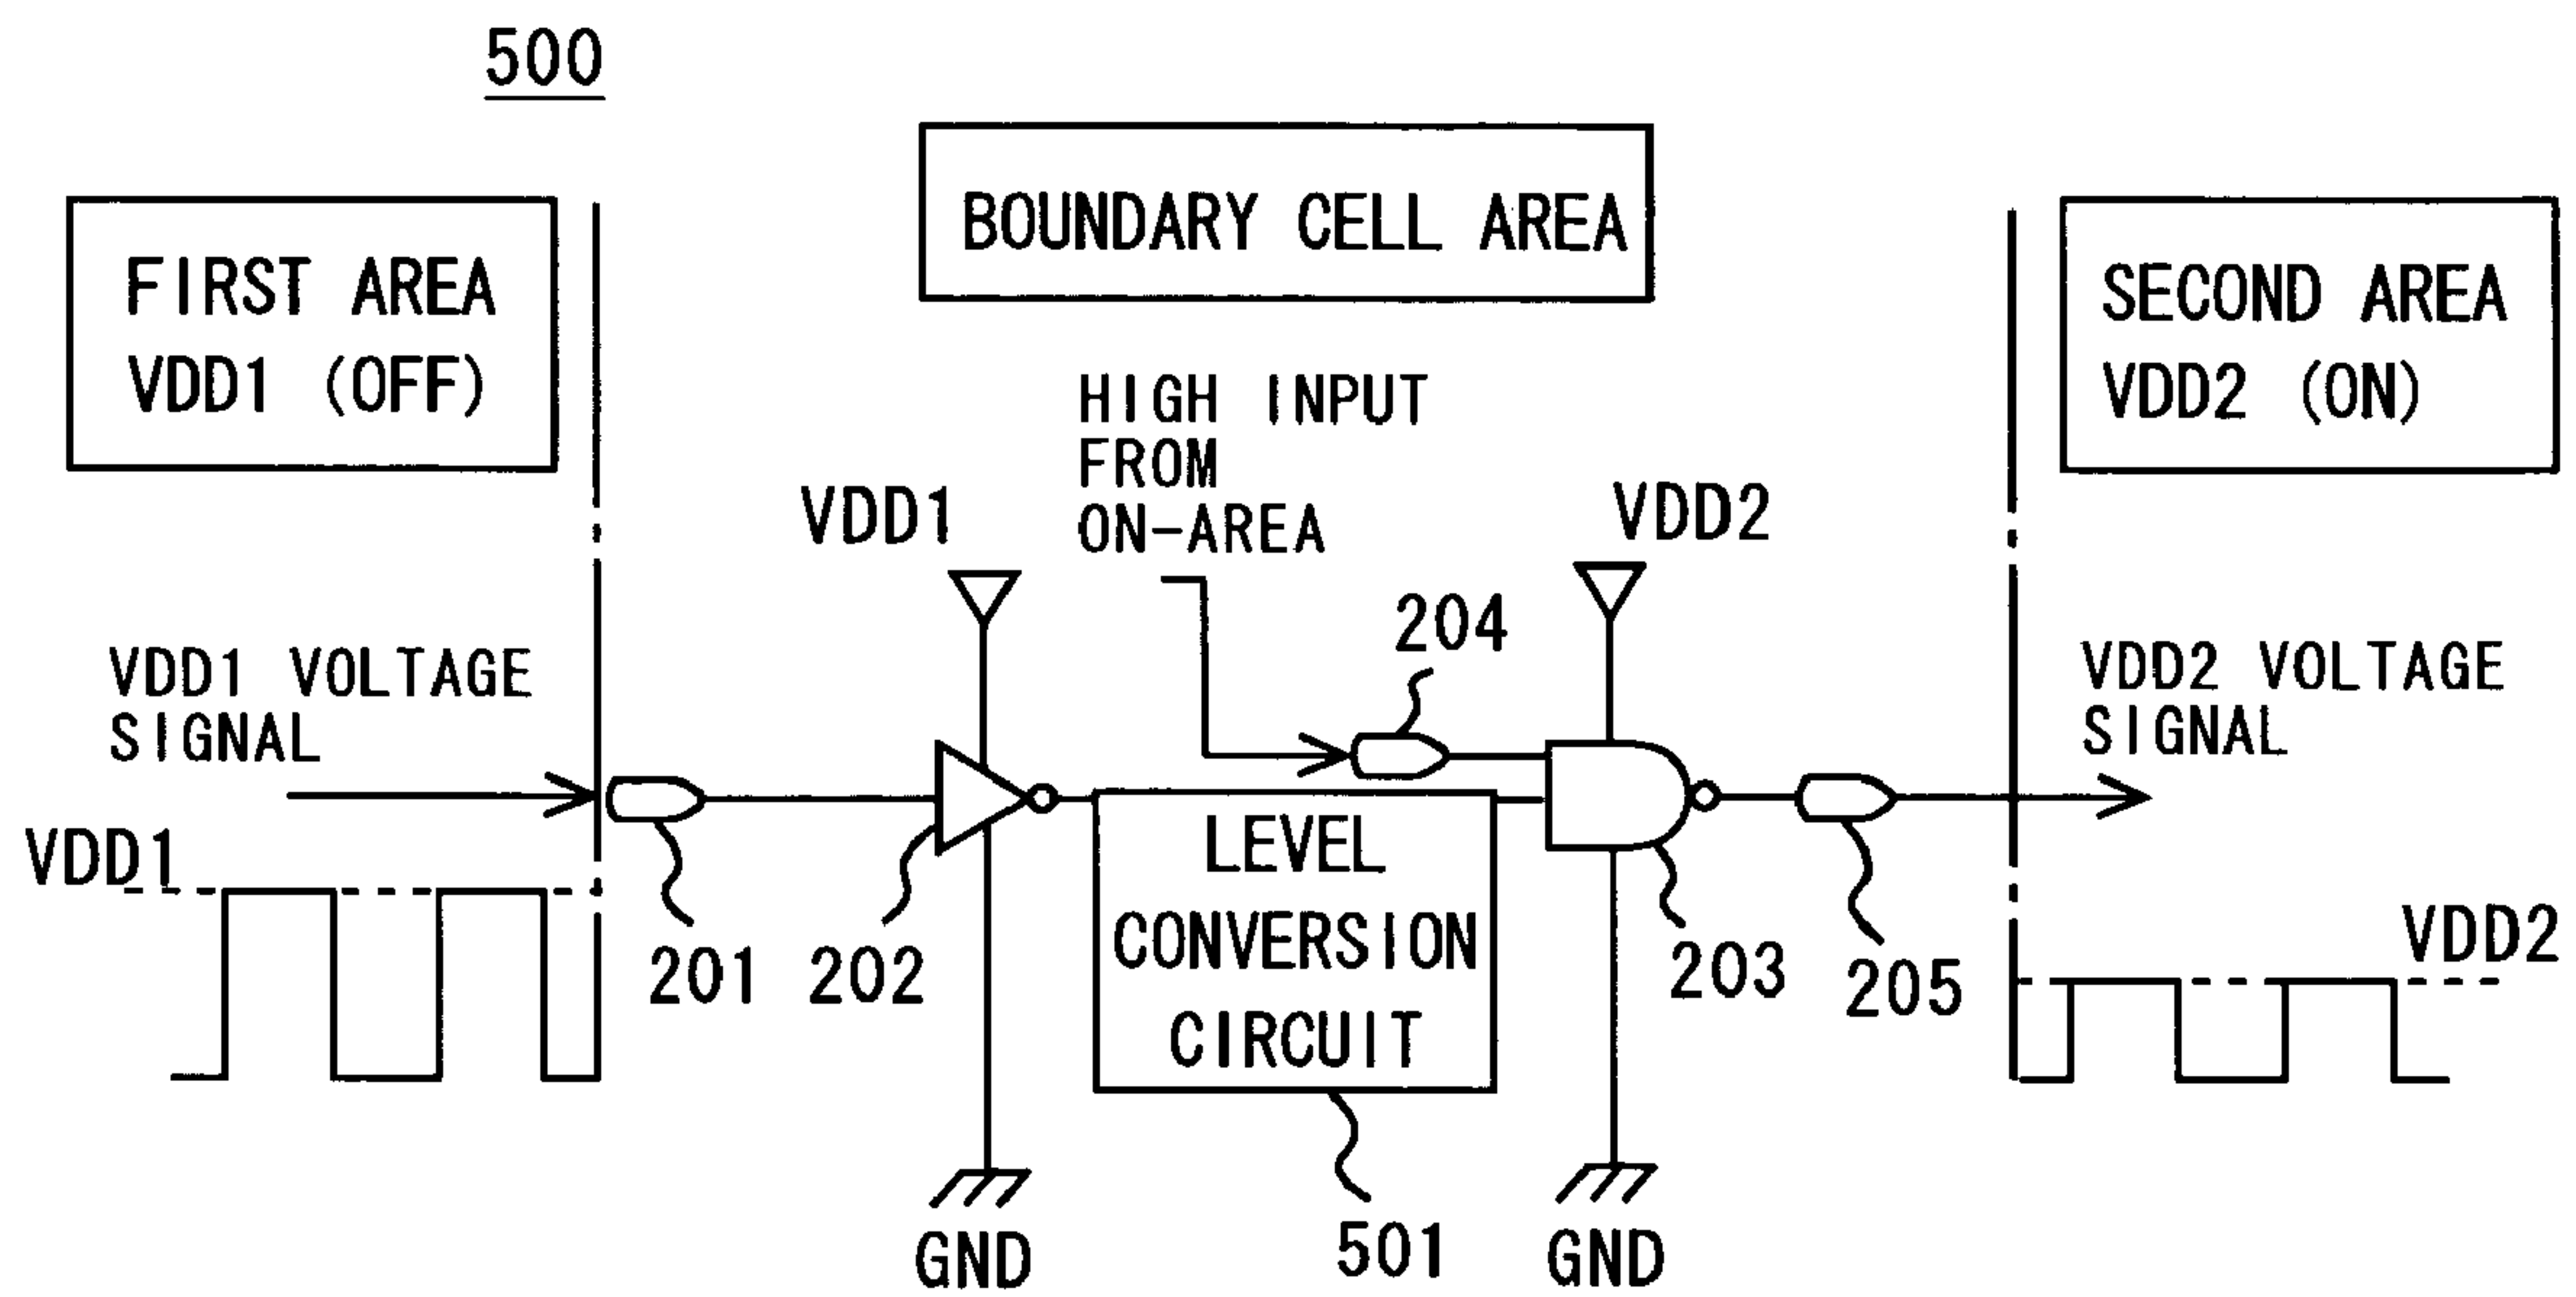 500
BOUNDARY CELL AREA
FIRST AREA
VDD1 (OFF)
SECOND AREA
VDD2 (ON)
HIGH INPUT
FROM
ON-AREA
VDD1
VDD2
204
VDD1 VOLTAGE
SIGNAL
VDD2 VOLTAGE
SIGNAL
VDD1
LEVEL
CONVERSION
CIRCUIT
201
202
203
205
VDD2
GND
501
GND